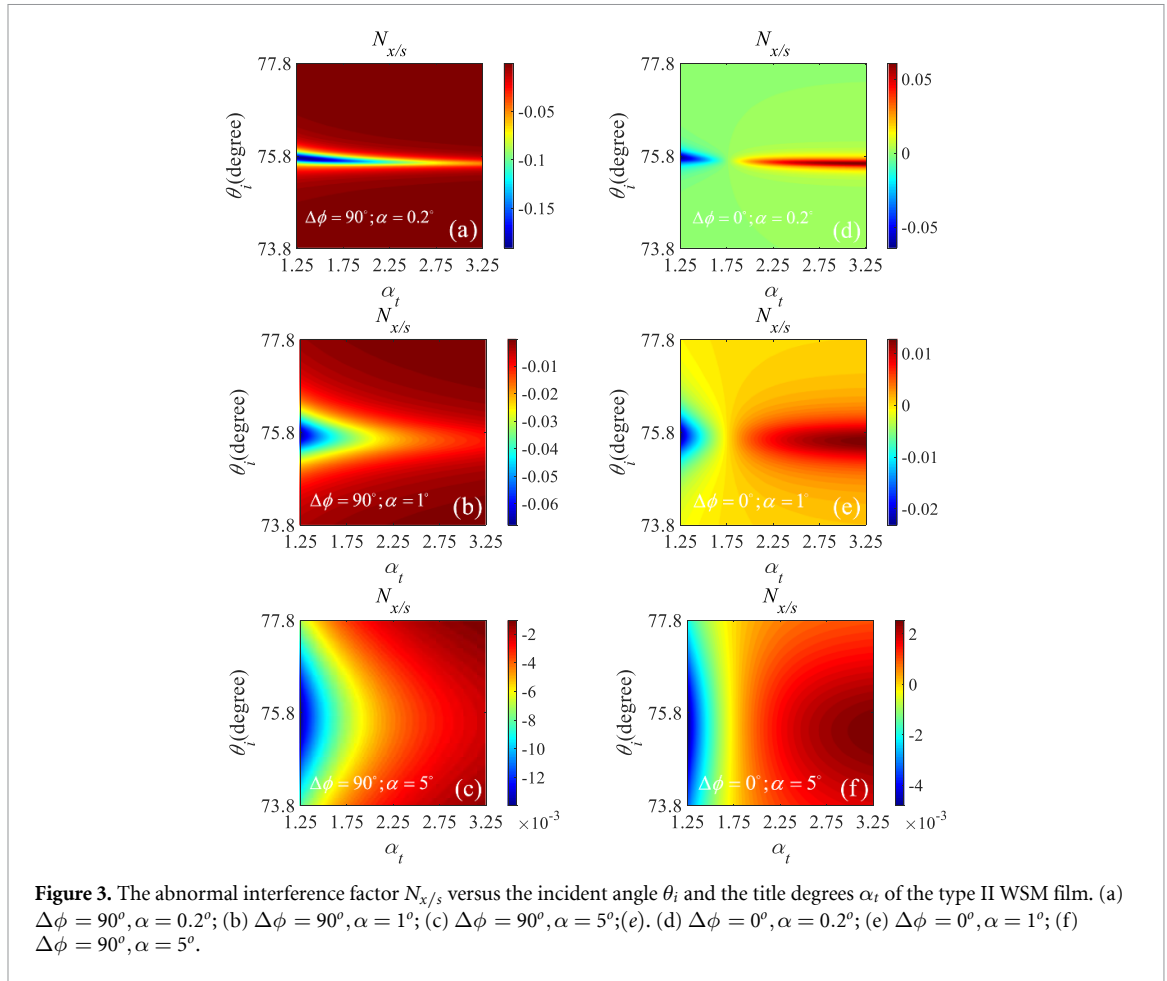 N_{x/s}
77.8
75.8
73.8
θ_i(degree)
Δϕ = 90°; α = 0.2°
(a)
1.25 1.75 2.25 2.75 3.25
α_t
-0.05
-0.1
-0.15
N_{x/s}
77.8
75.8
73.8
θ_i(degree)
Δϕ = 0°; α = 0.2°
(d)
1.25 1.75 2.25 2.75 3.25
α_t
0.05
0
-0.05
N_{x/s}
77.8
75.8
73.8
θ_i(degree)
Δϕ = 90°; α = 1°
(b)
1.25 1.75 2.25 2.75 3.25
α_t
-0.01
-0.02
-0.03
-0.04
-0.05
-0.06
N_{x/s}
77.8
75.8
73.8
θ_i(degree)
Δϕ = 0°; α = 1°
(e)
1.25 1.75 2.25 2.75 3.25
α_t
0.01
0
-0.01
-0.02
N_{x/s}
77.8
75.8
73.8
θ_i(degree)
Δϕ = 90°; α = 5°
(c)
1.25 1.75 2.25 2.75 3.25
α_t
-2
-4
-6
-8
-10
-12
×10⁻³
N_{x/s}
77.8
75.8
73.8
θ_i(degree)
Δϕ = 0°; α = 5°
(f)
1.25 1.75 2.25 2.75 3.25
α_t
2
0
-2
-4
×10⁻³
Figure 3. The abnormal interference factor N_{x/s} versus the incident angle θ_i and the title degrees α_t of the type II WSM film. (a)
Δϕ = 90°, α = 0.2°; (b) Δϕ = 90°, α = 1°; (c) Δϕ = 90°, α = 5°;(e). (d) Δϕ = 0°, α = 0.2°; (e) Δϕ = 0°, α = 1°; (f)
Δϕ = 90°, α = 5°.